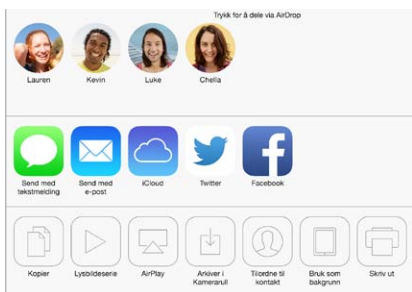 Trykk for å dele via AirDrop
Lauren Kevin Luke Chella
Send med tekstmelding
Send med e-post
iCloud
Twitter
Facebook
Kopier
Lysbildeserie
AirPlay
Arkiver i Kamerarull
Tilordne til kontakt
Bruk som bakgrunn
Skriv ut